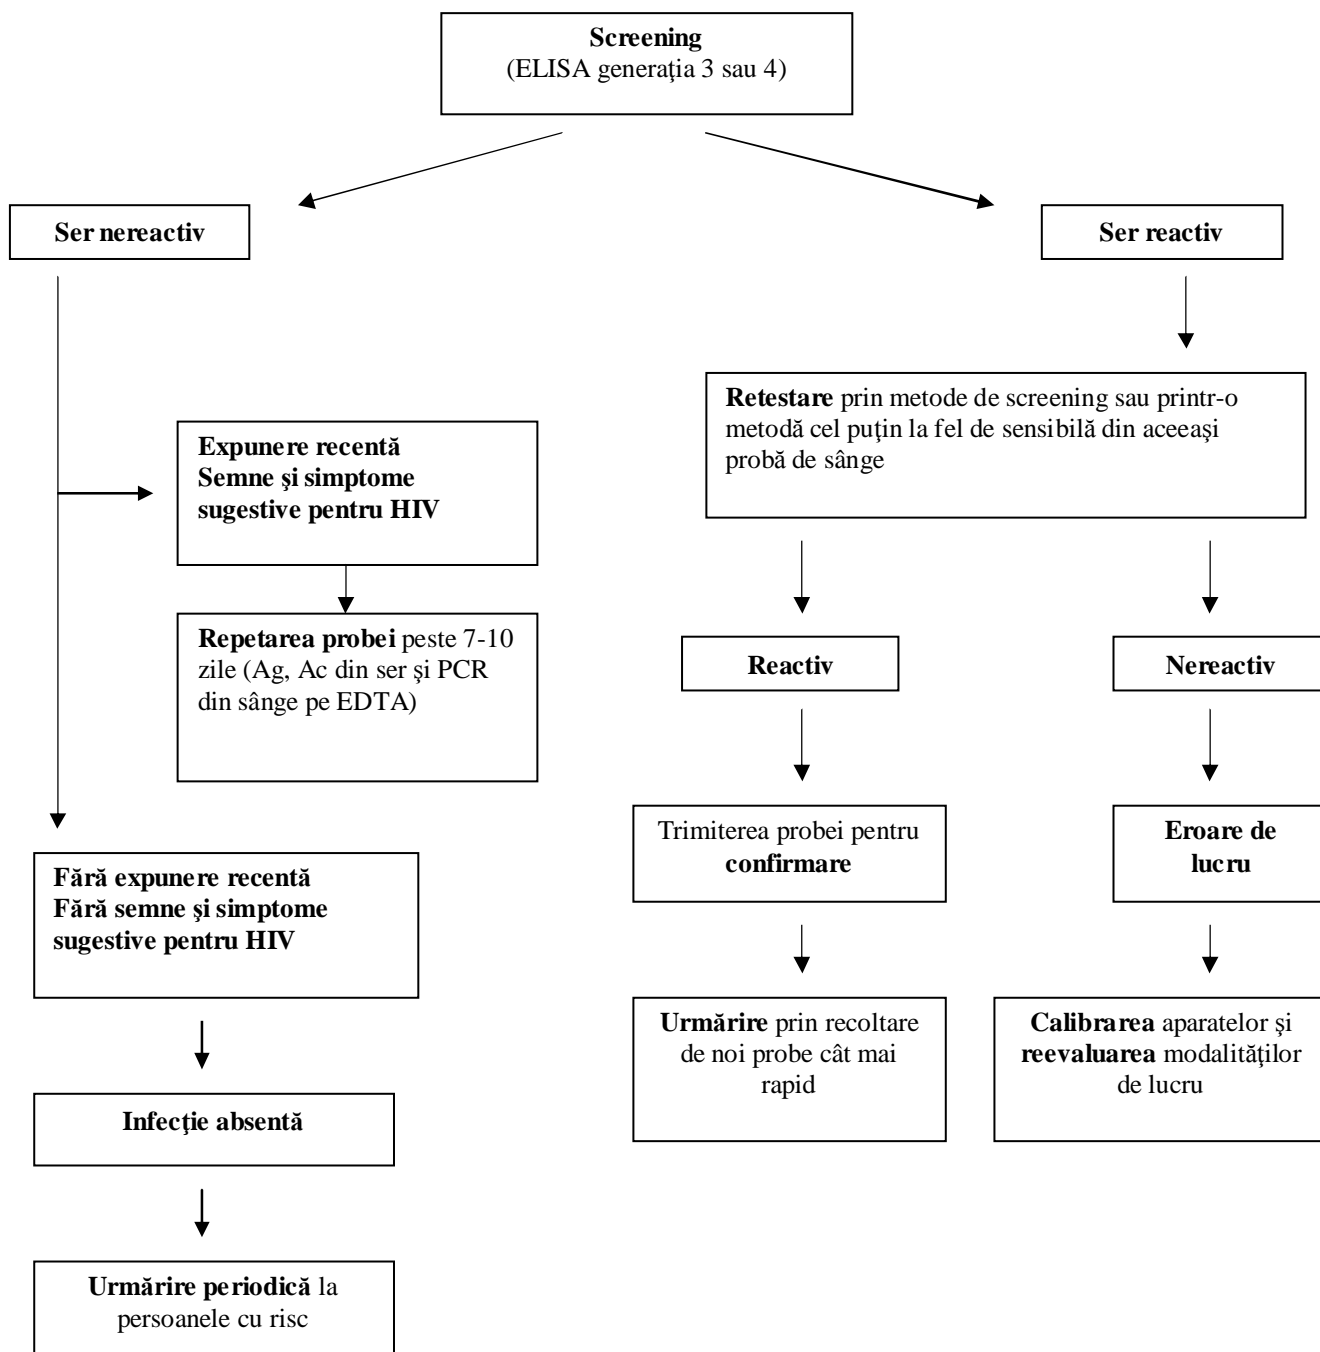 Screening
(ELISA generaţia 3 sau 4)
Ser nereactiv
Ser reactiv
Retestare prin metode de screening sau printr-o
metodă cel puţin la fel de sensibilă din aceeaşi
probă de sânge
Expunere recentă
Semne şi simptome
sugestive pentru HIV
Repetarea probei peste 7-10
zile (Ag, Ac din ser şi PCR
din sânge pe EDTA)
Reactiv
Nereactiv
Trimiterea probei pentru
confirmare
Eroare de
lucru
Fără expunere recentă
Fără semne şi simptome
sugestive pentru HIV
Urmărire prin recoltare
de noi probe cât mai
rapid
Calibrarea aparatelor şi
reevaluarea modalităţilor
de lucru
Infecţie absentă
Urmărire periodică la
persoanele cu risc